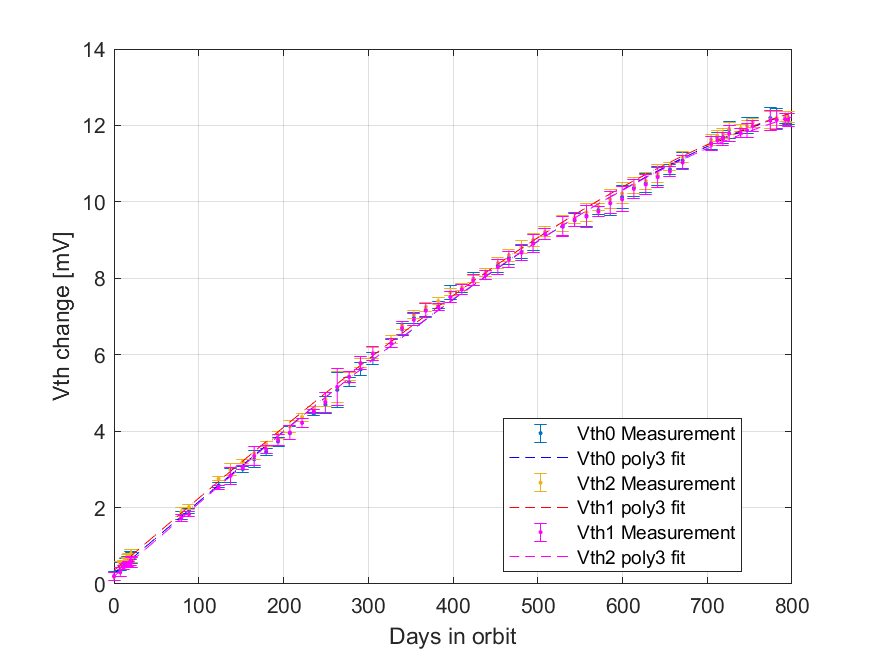 14
12
10
8
6
4
2
0
Vth change [mV]
Vth0 Measurement
Vth0 poly3 fit
Vth2 Measurement
Vth1 poly3 fit
Vth1 Measurement
Vth2 poly3 fit
0 100 200 300 400 500 600 700 800
Days in orbit